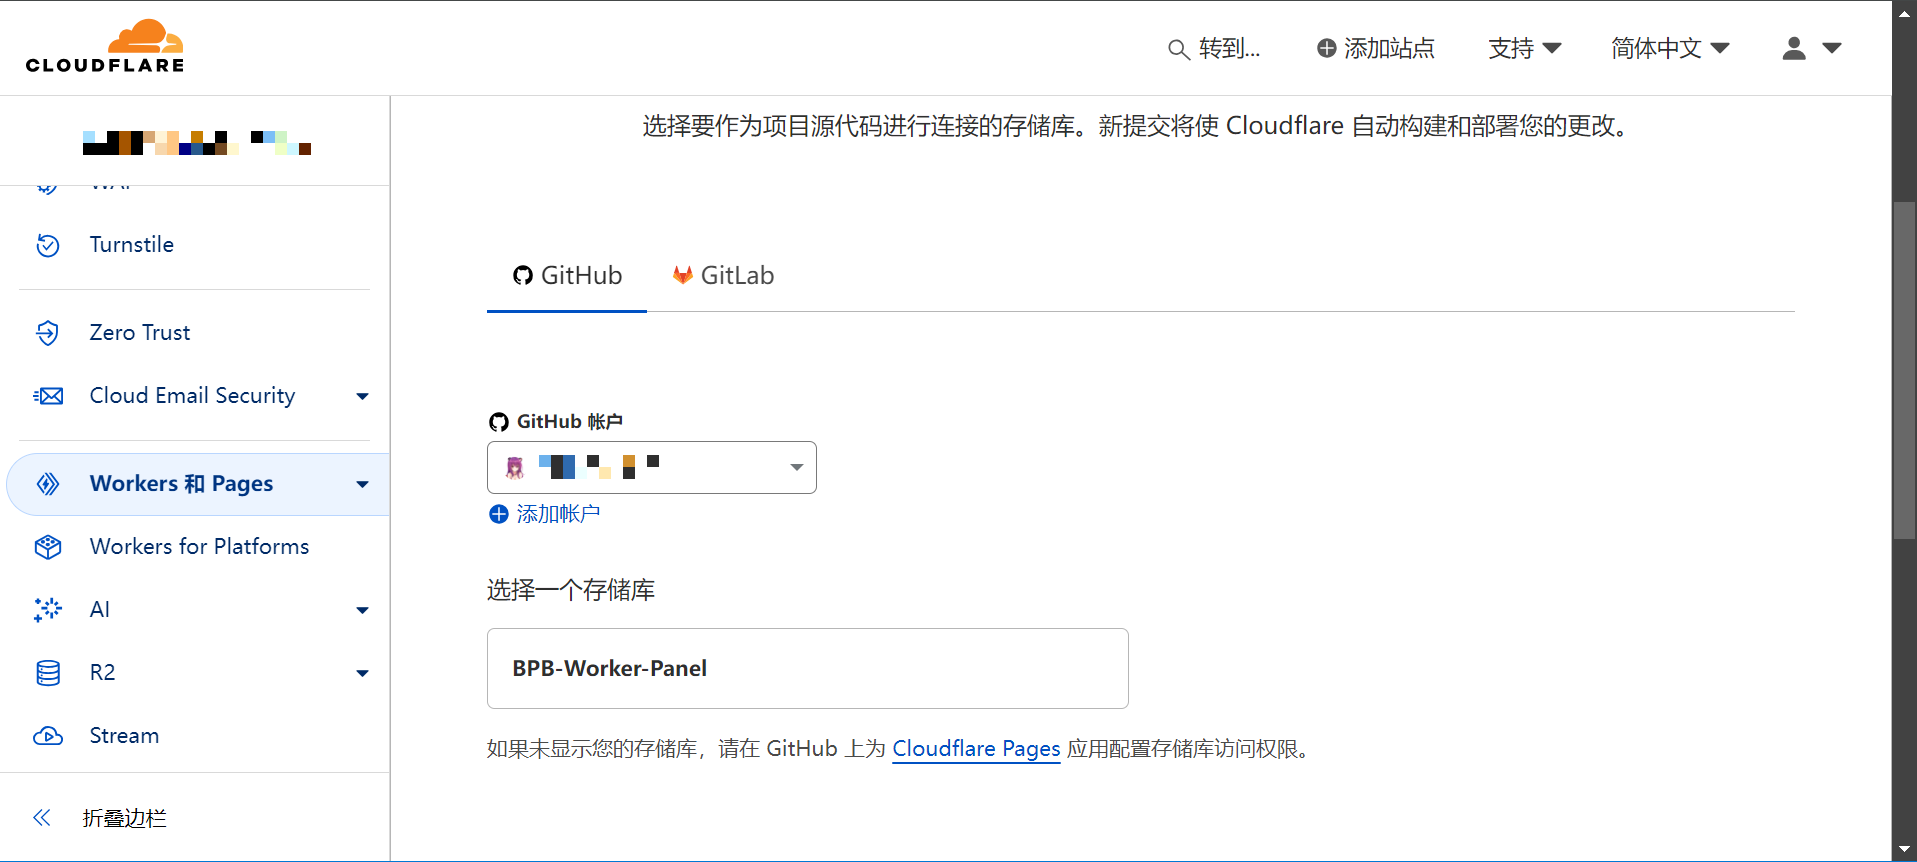 CLOUDFLARE
转到...
添加站点
支持
简体中文
选择要作为项目源代码进行连接的存储库。新提交将使 Cloudflare 自动构建和部署您的更改。
Turnstile
GitHub
GitLab
Zero Trust
Cloud Email Security
GitHub 帐户
Workers 和 Pages
添加帐户
Workers for Platforms
选择一个存储库
AI
BPB-Worker-Panel
R2
Stream
如果未显示您的存储库，请在 GitHub 上为 Cloudflare Pages 应用配置存储库访问权限。
折叠边栏